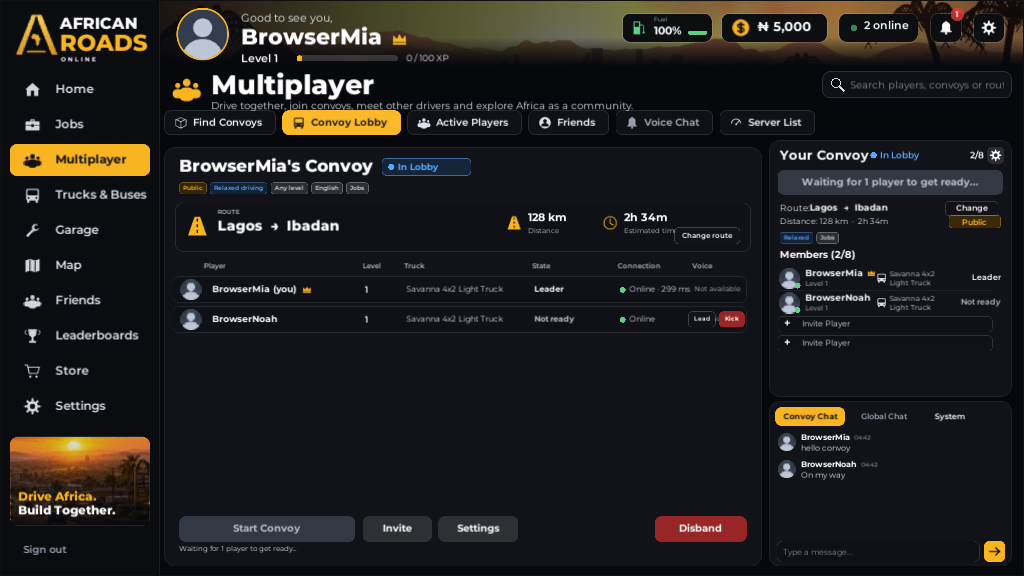 AFRICAN
ROADS
ONLINE
Home
Jobs
Multiplayer
Trucks & Buses
Garage
Map
Friends
Leaderboards
Store
Settings
Drive Africa.
Build Together.
Sign out
Good to see you,
BrowserMia
Level 1
0 / 100 XP
Fuel
100%
₦ 5,000
2 online
1
Multiplayer
Drive together, join convoys, meet other drivers and explore Africa as a community.
Search players, convoys or rout
Find Convoys
Convoy Lobby
Active Players
Friends
Voice Chat
Server List
BrowserMia's Convoy
In Lobby
Public
Relaxed driving
Any level
English
Jobs
ROUTE
Lagos → Ibadan
128 km
Distance
2h 34m
Estimated tim
Change route
Player Level Truck State Connection Voice
BrowserMia (you) 1 Savanna 4x2 Light Truck Leader Online · 299 ms Not available
BrowserNoah 1 Savanna 4x2 Light Truck Not ready Online Lead Kick
Start Convoy
Invite
Settings
Disband
Waiting for 1 player to get ready..
Your Convoy In Lobby 2/8
Waiting for 1 player to get ready...
Route: Lagos → Ibadan
Change
Distance: 128 km · 2h 34m
Public
Relaxed
Jobs
Members (2/8)
BrowserMia
Level 1
Savanna 4x2
Light Truck
Leader
BrowserNoah
Level 1
Savanna 4x2
Light Truck
Not ready
+ Invite Player
+ Invite Player
Convoy Chat
Global Chat
System
BrowserMia 04:42
hello convoy
BrowserNoah 04:42
On my way
Type a message...